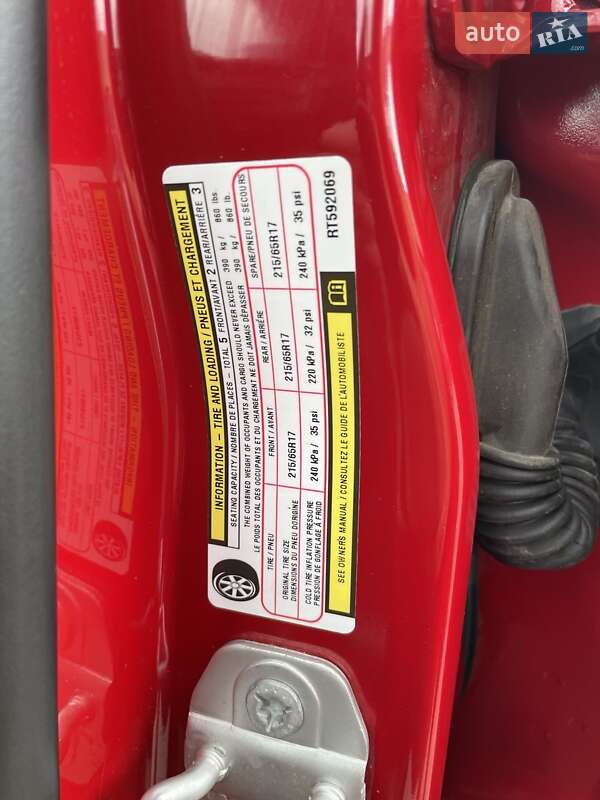 auto RIA.com
INFORMATION – TIRE AND LOADING / PNEUS ET CHARGEMENT
SEATING CAPACITY / NOMBRE DE PLACES – TOTAL 5 FRONT/AVANT 2 REAR/ARRIÈRE 3
THE COMBINED WEIGHT OF OCCUPANTS AND CARGO SHOULD NEVER EXCEED 390 kg / 860 lbs.
LE POIDS TOTAL DES OCCUPANTS ET DU CHARGEMENT NE DOIT JAMAIS DÉPASSER 390 kg / 860 lb.
TIRE / PNEU FRONT / AVANT REAR / ARRIÈRE SPARE/PNEU DE SECOURS
ORIGINAL TIRE SIZE
DIMENSIONS DU PNEU DORIGINE 215/65R17 215/65R17 215/65R17
COLD TIRE INFLATION PRESSURE
PRESSION DE GONFLAGE À FROID 240 kPa / 35 psi 220 kPa / 32 psi 240 kPa / 35 psi
SEE OWNER'S MANUAL / CONSULTEZ LE GUIDE DE L'AUTOMOBILISTE
RT592069